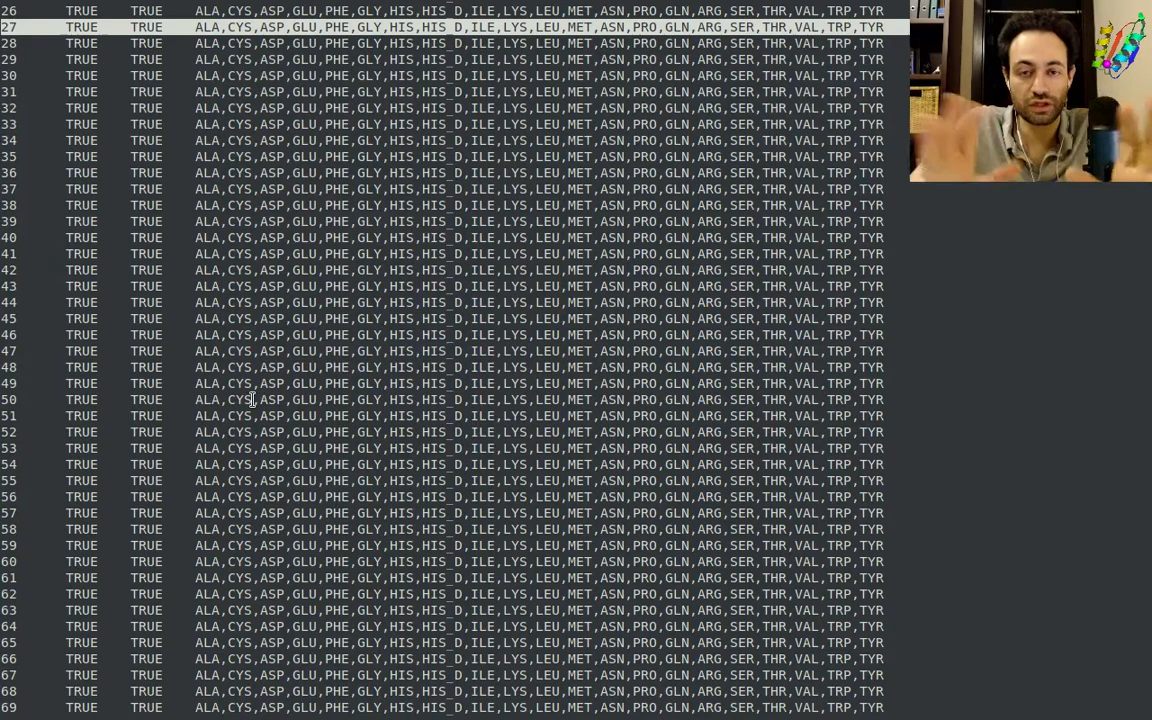 26 TRUE TRUE ALA,CYS,ASP,GLU,PHE,GLY,HIS,HIS_D,ILE,LYS,LEU,MET,ASN,PRO,GLN,ARG,SER,THR,VAL,TRP,TYR
27 TRUE TRUE ALA,CYS,ASP,GLU,PHE,GLY,HIS,HIS_D,ILE,LYS,LEU,MET,ASN,PRO,GLN,ARG,SER,THR,VAL,TRP,TYR
28 TRUE TRUE ALA,CYS,ASP,GLU,PHE,GLY,HIS,HIS_D,ILE,LYS,LEU,MET,ASN,PRO,GLN,ARG,SER,THR,VAL,TRP,TYR
29 TRUE TRUE ALA,CYS,ASP,GLU,PHE,GLY,HIS,HIS_D,ILE,LYS,LEU,MET,ASN,PRO,GLN,ARG,SER,THR,VAL,TRP,TYR
30 TRUE TRUE ALA,CYS,ASP,GLU,PHE,GLY,HIS,HIS_D,ILE,LYS,LEU,MET,ASN,PRO,GLN,ARG,SER,THR,VAL,TRP,TYR
31 TRUE TRUE ALA,CYS,ASP,GLU,PHE,GLY,HIS,HIS_D,ILE,LYS,LEU,MET,ASN,PRO,GLN,ARG,SER,THR,VAL,TRP,TYR
32 TRUE TRUE ALA,CYS,ASP,GLU,PHE,GLY,HIS,HIS_D,ILE,LYS,LEU,MET,ASN,PRO,GLN,ARG,SER,THR,VAL,TRP,TYR
33 TRUE TRUE ALA,CYS,ASP,GLU,PHE,GLY,HIS,HIS_D,ILE,LYS,LEU,MET,ASN,PRO,GLN,ARG,SER,THR,VAL,TRP,TYR
34 TRUE TRUE ALA,CYS,ASP,GLU,PHE,GLY,HIS,HIS_D,ILE,LYS,LEU,MET,ASN,PRO,GLN,ARG,SER,THR,VAL,TRP,TYR
35 TRUE TRUE ALA,CYS,ASP,GLU,PHE,GLY,HIS,HIS_D,ILE,LYS,LEU,MET,ASN,PRO,GLN,ARG,SER,THR,VAL,TRP,TYR
36 TRUE TRUE ALA,CYS,ASP,GLU,PHE,GLY,HIS,HIS_D,ILE,LYS,LEU,MET,ASN,PRO,GLN,ARG,SER,THR,VAL,TRP,TYR
37 TRUE TRUE ALA,CYS,ASP,GLU,PHE,GLY,HIS,HIS_D,ILE,LYS,LEU,MET,ASN,PRO,GLN,ARG,SER,THR,VAL,TRP,TYR
38 TRUE TRUE ALA,CYS,ASP,GLU,PHE,GLY,HIS,HIS_D,ILE,LYS,LEU,MET,ASN,PRO,GLN,ARG,SER,THR,VAL,TRP,TYR
39 TRUE TRUE ALA,CYS,ASP,GLU,PHE,GLY,HIS,HIS_D,ILE,LYS,LEU,MET,ASN,PRO,GLN,ARG,SER,THR,VAL,TRP,TYR
40 TRUE TRUE ALA,CYS,ASP,GLU,PHE,GLY,HIS,HIS_D,ILE,LYS,LEU,MET,ASN,PRO,GLN,ARG,SER,THR,VAL,TRP,TYR
41 TRUE TRUE ALA,CYS,ASP,GLU,PHE,GLY,HIS,HIS_D,ILE,LYS,LEU,MET,ASN,PRO,GLN,ARG,SER,THR,VAL,TRP,TYR
42 TRUE TRUE ALA,CYS,ASP,GLU,PHE,GLY,HIS,HIS_D,ILE,LYS,LEU,MET,ASN,PRO,GLN,ARG,SER,THR,VAL,TRP,TYR
43 TRUE TRUE ALA,CYS,ASP,GLU,PHE,GLY,HIS,HIS_D,ILE,LYS,LEU,MET,ASN,PRO,GLN,ARG,SER,THR,VAL,TRP,TYR
44 TRUE TRUE ALA,CYS,ASP,GLU,PHE,GLY,HIS,HIS_D,ILE,LYS,LEU,MET,ASN,PRO,GLN,ARG,SER,THR,VAL,TRP,TYR
45 TRUE TRUE ALA,CYS,ASP,GLU,PHE,GLY,HIS,HIS_D,ILE,LYS,LEU,MET,ASN,PRO,GLN,ARG,SER,THR,VAL,TRP,TYR
46 TRUE TRUE ALA,CYS,ASP,GLU,PHE,GLY,HIS,HIS_D,ILE,LYS,LEU,MET,ASN,PRO,GLN,ARG,SER,THR,VAL,TRP,TYR
47 TRUE TRUE ALA,CYS,ASP,GLU,PHE,GLY,HIS,HIS_D,ILE,LYS,LEU,MET,ASN,PRO,GLN,ARG,SER,THR,VAL,TRP,TYR
48 TRUE TRUE ALA,CYS,ASP,GLU,PHE,GLY,HIS,HIS_D,ILE,LYS,LEU,MET,ASN,PRO,GLN,ARG,SER,THR,VAL,TRP,TYR
49 TRUE TRUE ALA,CYS,ASP,GLU,PHE,GLY,HIS,HIS_D,ILE,LYS,LEU,MET,ASN,PRO,GLN,ARG,SER,THR,VAL,TRP,TYR
50 TRUE TRUE ALA,CYS,ASP,GLU,PHE,GLY,HIS,HIS_D,ILE,LYS,LEU,MET,ASN,PRO,GLN,ARG,SER,THR,VAL,TRP,TYR
51 TRUE TRUE ALA,CYS,ASP,GLU,PHE,GLY,HIS,HIS_D,ILE,LYS,LEU,MET,ASN,PRO,GLN,ARG,SER,THR,VAL,TRP,TYR
52 TRUE TRUE ALA,CYS,ASP,GLU,PHE,GLY,HIS,HIS_D,ILE,LYS,LEU,MET,ASN,PRO,GLN,ARG,SER,THR,VAL,TRP,TYR
53 TRUE TRUE ALA,CYS,ASP,GLU,PHE,GLY,HIS,HIS_D,ILE,LYS,LEU,MET,ASN,PRO,GLN,ARG,SER,THR,VAL,TRP,TYR
54 TRUE TRUE ALA,CYS,ASP,GLU,PHE,GLY,HIS,HIS_D,ILE,LYS,LEU,MET,ASN,PRO,GLN,ARG,SER,THR,VAL,TRP,TYR
55 TRUE TRUE ALA,CYS,ASP,GLU,PHE,GLY,HIS,HIS_D,ILE,LYS,LEU,MET,ASN,PRO,GLN,ARG,SER,THR,VAL,TRP,TYR
56 TRUE TRUE ALA,CYS,ASP,GLU,PHE,GLY,HIS,HIS_D,ILE,LYS,LEU,MET,ASN,PRO,GLN,ARG,SER,THR,VAL,TRP,TYR
57 TRUE TRUE ALA,CYS,ASP,GLU,PHE,GLY,HIS,HIS_D,ILE,LYS,LEU,MET,ASN,PRO,GLN,ARG,SER,THR,VAL,TRP,TYR
58 TRUE TRUE ALA,CYS,ASP,GLU,PHE,GLY,HIS,HIS_D,ILE,LYS,LEU,MET,ASN,PRO,GLN,ARG,SER,THR,VAL,TRP,TYR
59 TRUE TRUE ALA,CYS,ASP,GLU,PHE,GLY,HIS,HIS_D,ILE,LYS,LEU,MET,ASN,PRO,GLN,ARG,SER,THR,VAL,TRP,TYR
60 TRUE TRUE ALA,CYS,ASP,GLU,PHE,GLY,HIS,HIS_D,ILE,LYS,LEU,MET,ASN,PRO,GLN,ARG,SER,THR,VAL,TRP,TYR
61 TRUE TRUE ALA,CYS,ASP,GLU,PHE,GLY,HIS,HIS_D,ILE,LYS,LEU,MET,ASN,PRO,GLN,ARG,SER,THR,VAL,TRP,TYR
62 TRUE TRUE ALA,CYS,ASP,GLU,PHE,GLY,HIS,HIS_D,ILE,LYS,LEU,MET,ASN,PRO,GLN,ARG,SER,THR,VAL,TRP,TYR
63 TRUE TRUE ALA,CYS,ASP,GLU,PHE,GLY,HIS,HIS_D,ILE,LYS,LEU,MET,ASN,PRO,GLN,ARG,SER,THR,VAL,TRP,TYR
64 TRUE TRUE ALA,CYS,ASP,GLU,PHE,GLY,HIS,HIS_D,ILE,LYS,LEU,MET,ASN,PRO,GLN,ARG,SER,THR,VAL,TRP,TYR
65 TRUE TRUE ALA,CYS,ASP,GLU,PHE,GLY,HIS,HIS_D,ILE,LYS,LEU,MET,ASN,PRO,GLN,ARG,SER,THR,VAL,TRP,TYR
66 TRUE TRUE ALA,CYS,ASP,GLU,PHE,GLY,HIS,HIS_D,ILE,LYS,LEU,MET,ASN,PRO,GLN,ARG,SER,THR,VAL,TRP,TYR
67 TRUE TRUE ALA,CYS,ASP,GLU,PHE,GLY,HIS,HIS_D,ILE,LYS,LEU,MET,ASN,PRO,GLN,ARG,SER,THR,VAL,TRP,TYR
68 TRUE TRUE ALA,CYS,ASP,GLU,PHE,GLY,HIS,HIS_D,ILE,LYS,LEU,MET,ASN,PRO,GLN,ARG,SER,THR,VAL,TRP,TYR
69 TRUE TRUE ALA,CYS,ASP,GLU,PHE,GLY,HIS,HIS_D,ILE,LYS,LEU,MET,ASN,PRO,GLN,ARG,SER,THR,VAL,TRP,TYR